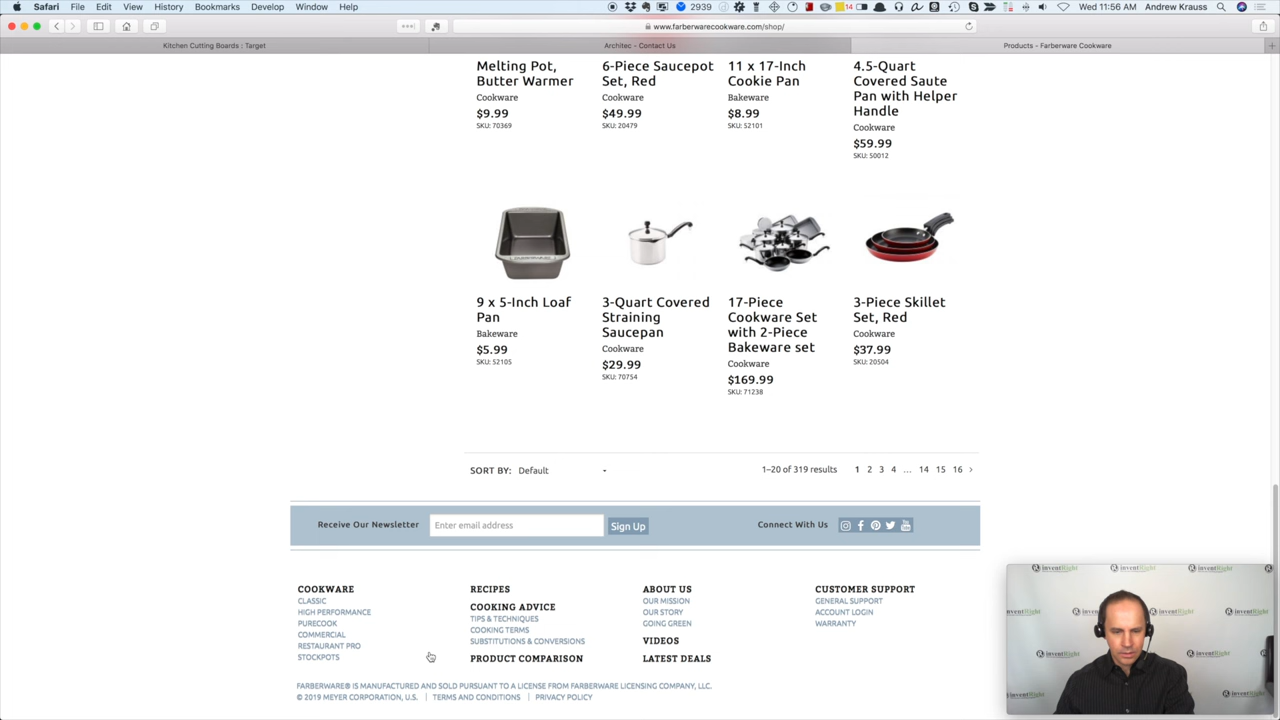 Safari File Edit View History Bookmarks Develop Window Help 2939 14 Wed 11:56 AM Andrew Krauss
www.farberwarecookware.com/shop/
Kitchen Cutting Boards : Target Architec - Contact Us Products - Farberware Cookware
Melting Pot,
Butter Warmer
Cookware
$9.99
SKU: 70369
6-Piece Saucepot
Set, Red
Cookware
$49.99
SKU: 20479
11 x 17-Inch
Cookie Pan
Bakeware
$8.99
SKU: 52101
4.5-Quart
Covered Saute
Pan with Helper
Handle
Cookware
$59.99
SKU: 50012
9 x 5-Inch Loaf
Pan
Bakeware
$5.99
SKU: 52105
3-Quart Covered
Straining
Saucepan
Cookware
$29.99
SKU: 70754
17-Piece
Cookware Set
with 2-Piece
Bakeware set
Cookware
$169.99
SKU: 71238
3-Piece Skillet
Set, Red
Cookware
$37.99
SKU: 20504
SORT BY: Default 1–20 of 319 results 1 2 3 4 ... 14 15 16 >
Receive Our Newsletter Enter email address Sign Up Connect With Us
COOKWARE
CLASSIC
HIGH PERFORMANCE
PURECOOK
COMMERCIAL
RESTAURANT PRO
STOCKPOTS
RECIPES
COOKING ADVICE
TIPS & TECHNIQUES
COOKING TERMS
SUBSTITUTIONS & CONVERSIONS
PRODUCT COMPARISON
ABOUT US
OUR MISSION
OUR STORY
GOING GREEN
VIDEOS
LATEST DEALS
CUSTOMER SUPPORT
GENERAL SUPPORT
ACCOUNT LOGIN
WARRANTY
FARBERWARE® IS MANUFACTURED AND SOLD PURSUANT TO A LICENSE FROM FARBERWARE LICENSING COMPANY, LLC.
© 2019 MEYER CORPORATION, U.S. | TERMS AND CONDITIONS | PRIVACY POLICY
inventRight
inventRight
inventRight
inventRight
inventRight